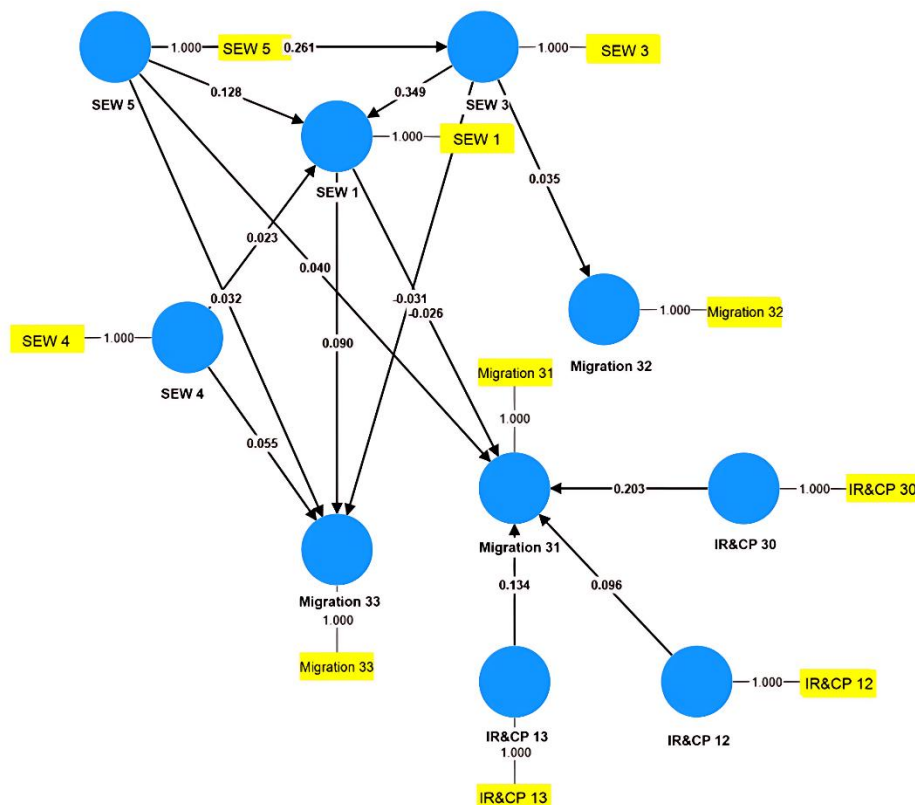 1.000
SEW 5
0.261
1.000
SEW 3
SEW 5
0.128
0.349
SEW 3
1.000
SEW 1
SEW 1
0.035
0.023
0.040
0.032
-0.031
-0.026
1.000
Migration 32
SEW 4
1.000
0.090
Migration 32
Migration 31
SEW 4
1.000
0.055
0.203
1.000
IR&CP 30
Migration 31
IR&CP 30
0.134
0.096
Migration 33
1.000
Migration 33
1.000
IR&CP 12
IR&CP 13
IR&CP 12
1.000
IR&CP 13